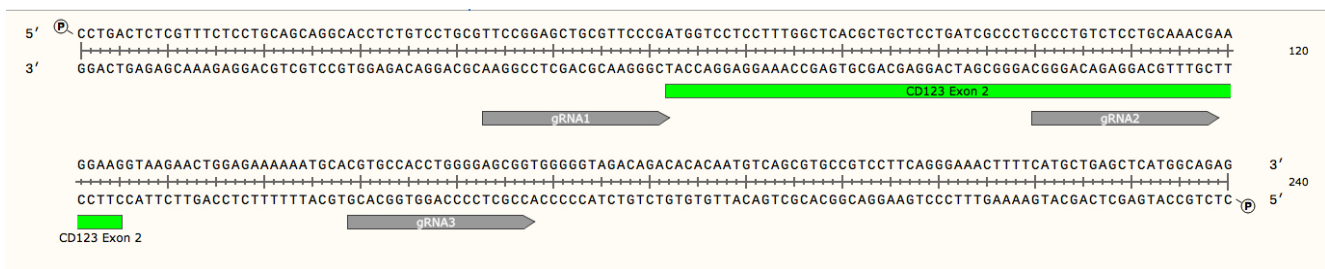 5′ P CCTGACTCTCGTTTCTCCTGCAGCAGGCACCTCTGTCCTGCGTTCCGGAGCTGCGTTCCCGATGGTCCTCCTTTGGCTCACGCTGCTCCTGATCGCCCTGCCCTGTCTCCTGCAAACGAA
120
3′ GGACTGAGAGCAAAGAGGACGTCGTCCGTGGAGACAGGACGCAAGGCCTCGACGCAAGGGCTACCAGGAGGAAACCGAGTGCGACGAGGACTAGCGGGACGGGACAGAGGACGTTTGCTT
CD123 Exon 2
gRNA1 gRNA2
GGAAGGTAAGAACTGGAGAAAAAATGCACGTGCCACCTGGGGAGCGGTGGGGGTAGACAGACACACAATGTCAGCGTGCCGTCCTTCAGGGAAACTTTTCATGCTGAGCTCATGGCAGAG 3′
240
CCTTCCATTCTTGACCTCTTTTTTACGTGCACGGTGGACCCCTCGCCACCCCCATCTGTCTGTGTGTTACAGTCGCACGGCAGGAAGTCCCTTTGAAAAGTACGACTCGAGTACCGTCTC P 5′
gRNA3
CD123 Exon 2